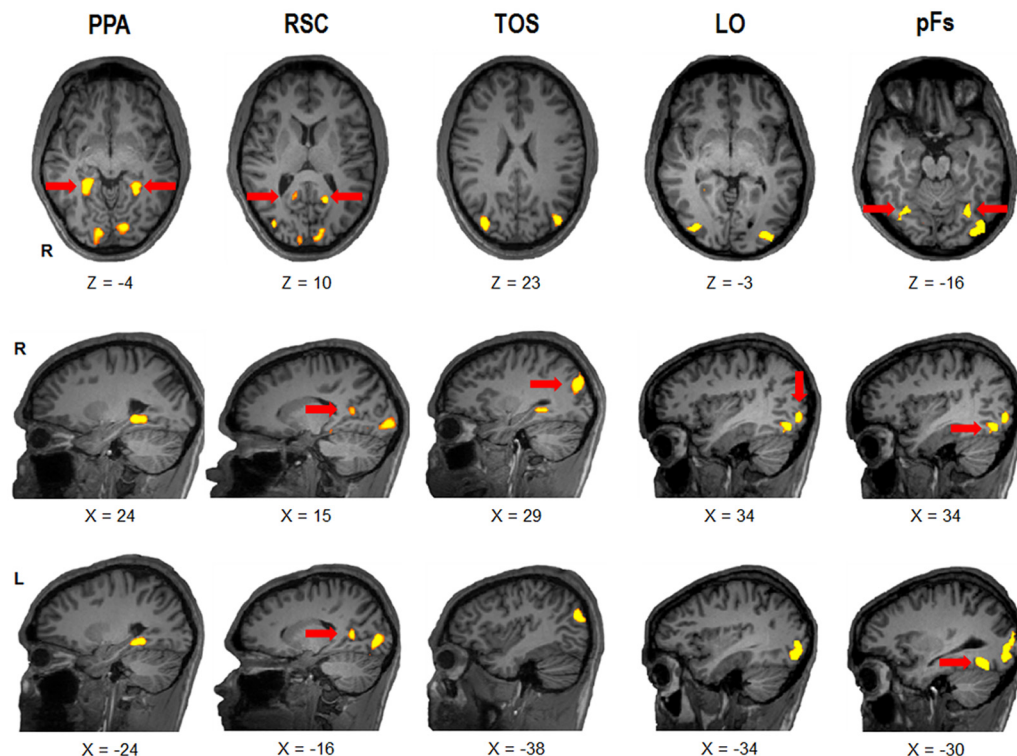 PPA RSC TOS LO pFs
R
Z = -4 Z = 10 Z = 23 Z = -3 Z = -16
R
X = 24 X = 15 X = 29 X = 34 X = 34
L
X = -24 X = -16 X = -38 X = -34 X = -30